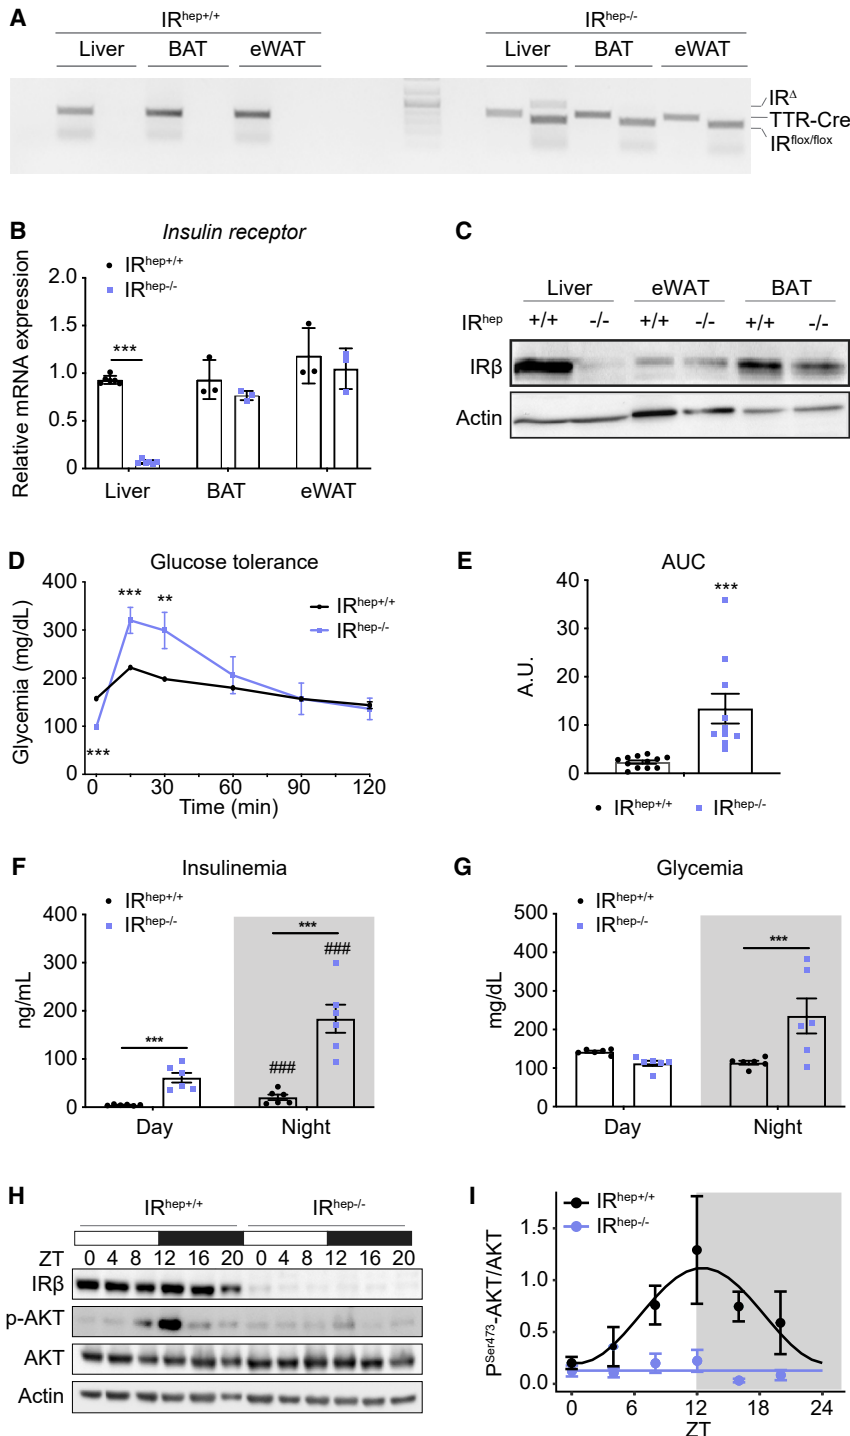 A
IRhep+/+
IRhep-/-
Liver BAT eWAT
Liver BAT eWAT
IRΔ
TTR-Cre
IRflox/flox
B
Insulin receptor
IRhep+/+
IRhep-/-
Relative mRNA expression
2.0
1.5
1.0
0.5
0
***
Liver BAT eWAT
C
Liver eWAT BAT
IRhep +/+ -/- +/+ -/- +/+ -/-
IRβ
Actin
D
Glucose tolerance
Glycemia (mg/dL)
400
300
200
100
0
*** **
***
IRhep+/+
IRhep-/-
0 30 60 90 120
Time (min)
E
AUC
A.U.
40
30
20
10
0
***
IRhep+/+ IRhep-/-
F
Insulinemia
IRhep+/+
IRhep-/-
ng/mL
400
300
200
100
0
***
***
###
###
Day Night
G
Glycemia
IRhep+/+
IRhep-/-
mg/dL
500
400
300
200
100
0
***
Day Night
H
IRhep+/+ IRhep-/-
ZT 0 4 8 12 16 20 0 4 8 12 16 20
IRβ
p-AKT
AKT
Actin
I
IRhep+/+
IRhep-/-
PSer473-AKT/AKT
1.5
1.0
0.5
0.0
0 6 12 18 24
ZT